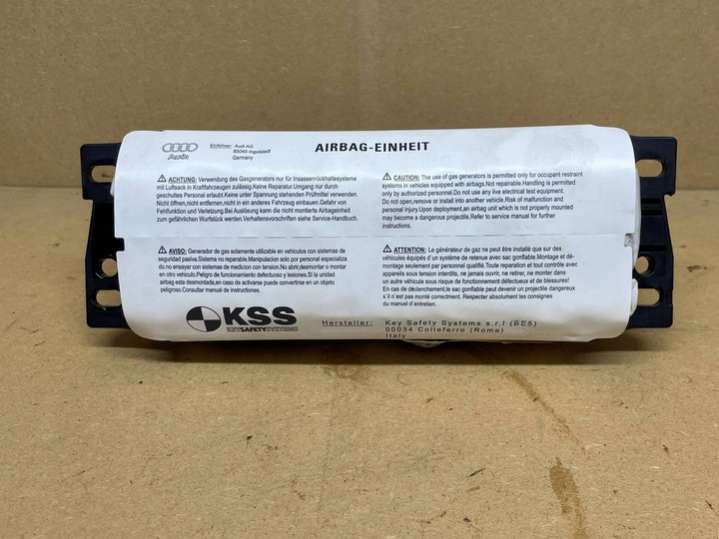 Audi
Einführer: Audi AG
85045 Ingolstadt
Germany
AIRBAG-EINHEIT
ACHTUNG: Verwendung des Gasgenerators nur für Insassenrückhaltesysteme
mit Luftsack in Kraftfahrzeugen zulässig.Keine Reparatur.Umgang nur durch
geschultes Personal erlaubt.Keine unter Spannung stehenden Prüfmittel verwenden.
Nicht öffnen,nicht entfernen,nicht in ein anderes Fahrzeug einbauen.Gefahr von
Fehlfunktion und Verletzung.Bei Auslösung kann die nicht montierte Airbageinheit
zum gefährlichen Wurfstück werden.Verhaltensvorschriften siehe Service-Handbuch.
CAUTION: The use of gas generators is permitted only for occupant restraint
systems in vehicles equipped with airbags.Not repairable.Handling is permitted
only by authorized personnel.Do not use any live electrical test equipment.
Do not open,remove or install into another vehicle.Risk of malfunction and
personal injury.Upon deployment,an airbag unit which is not properly mounted
may become a dangerous projectile.Refer to service manual for further
instructions.
AVISO: Generador de gas solamente utilizable en vehículos con sistemas de
seguridad pasiva.Sistema no reparable.Manipulacion solo por personal especializa
do.no ensayar con sistemas de medicion con tension.No abri,desmontar o montar
en otro vehiculo.Peligro de funcionamiento defectuoso y lesiones.Si la unidad
airbag esta desmontada,en caso de activarse puede convertirse en un objeto
peligroso.Consultar manual de instrucciones.
ATTENTION: Le générateur de gaz ne peut être installé que sur des
véhicules équipés d'un système de retenue avec sac gonflable.Montage et dé-
montage seulement par personnel qualifié.Toute reparation et tout contrôle avec
appareils sous tension interdits, ne jamais ouvrir, ne retirer, ne monter dans
un autre véhicule sous risque de fonctionnement défectueux et de blessures!
En cas de déclenchement,le sac gonflable peut devenir un projectile dangereux
s'il n'est pas monté correctement. Respecter absolument les consignes
du manuel d'entretien.
KSS
KEYSAFETYSYSTEMS
Hersteller: Key Safety Systems s.r.l (BE5)
00034 Colleferro (Rome)
Italy